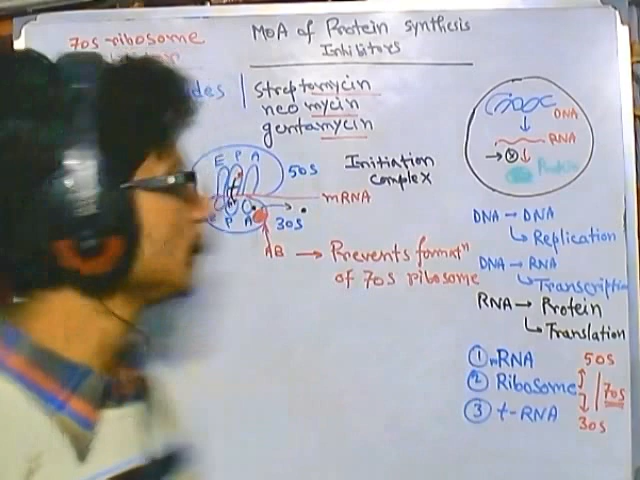 MOA of Protein synthesis
Inhibitors
70s ribosome
des
Streptomycin
neomycin
gentamycin
E P A
50S
Initiation
complex
mRNA
P A
30S
AB → Prevents formatⁿ
of 70s ribosome
DNA
RNA
Protein
DNA → DNA
Replication
DNA → RNA
Transcription
RNA → Protein
Translation
① mRNA
② Ribosome
③ t-RNA
50s
70s
30s